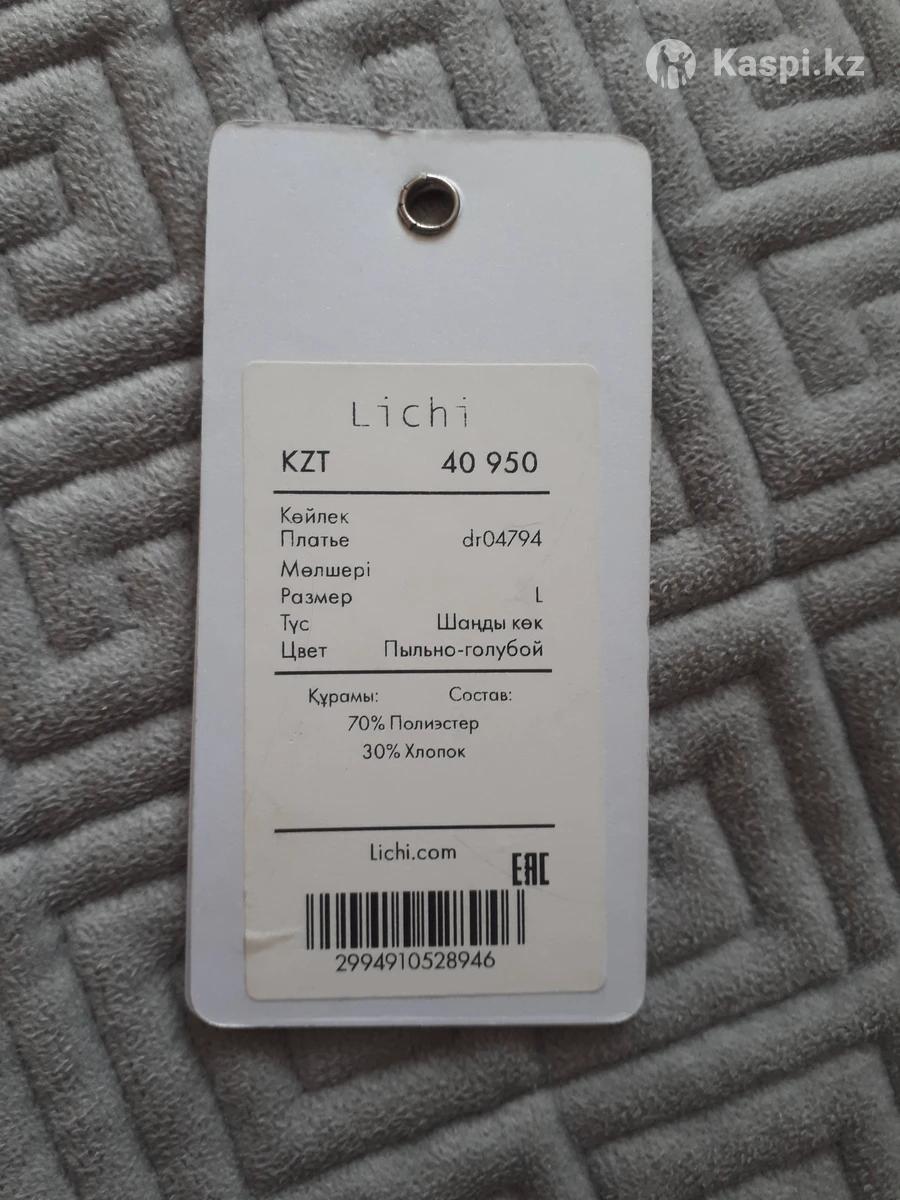 Kaspi.kz
Lichi
KZT 40 950
Көйлек
Платье dr04794
Мөлшері
Размер L
Түс Шаңды көк
Цвет Пыльно-голубой
Құрамы: Состав:
70% Полиэстер
30% Хлопок
Lichi.com
EAC
2994910528946